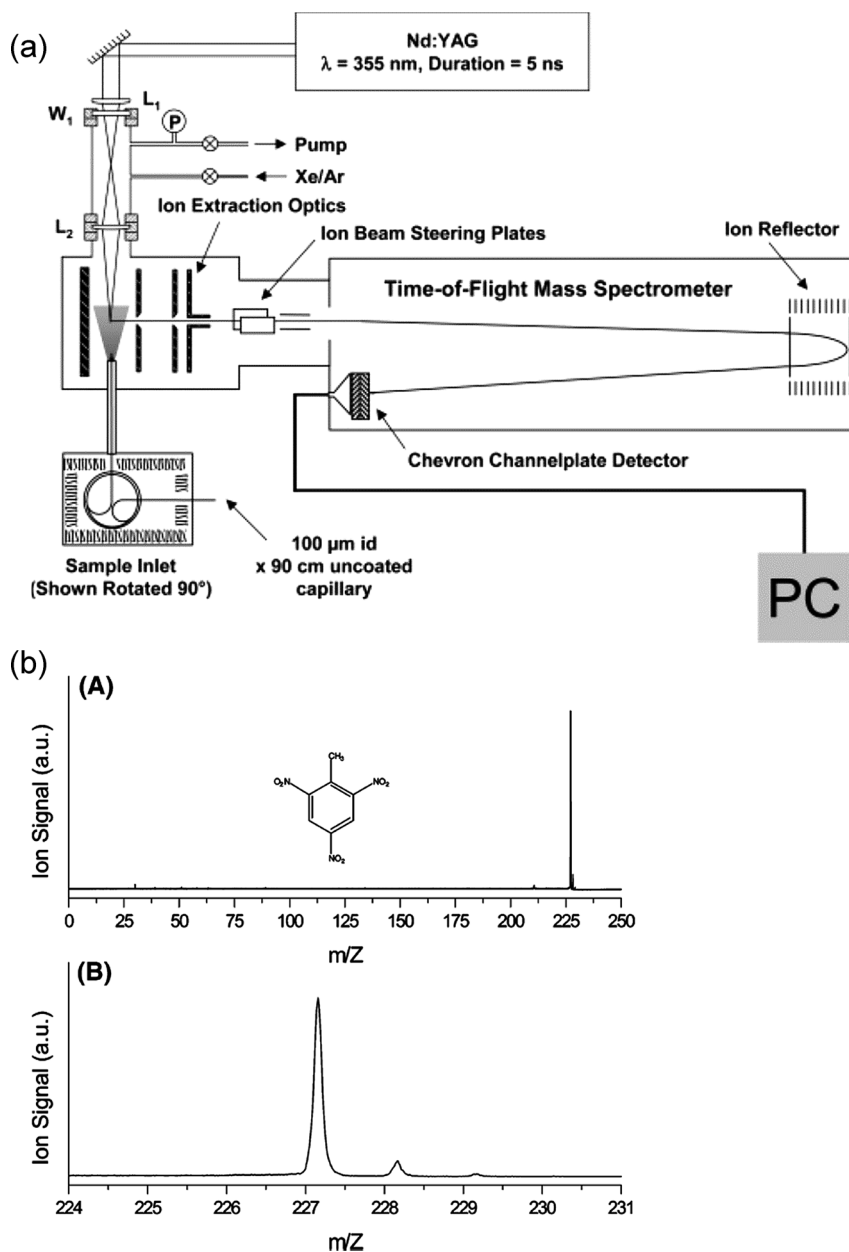 (a)
Nd:YAG
λ = 355 nm, Duration = 5 ns
L1
W1
P
Pump
Xe/Ar
Ion Extraction Optics
L2
Ion Beam Steering Plates
Ion Reflector
Time-of-Flight Mass Spectrometer
Chevron Channelplate Detector
Sample Inlet
(Shown Rotated 90°)
100 µm id
x 90 cm uncoated
capillary
PC
(b)
(A)
Ion Signal (a.u.)
CH3
O2N
NO2
NO2
0 25 50 75 100 125 150 175 200 225 250
m/Z
(B)
Ion Signal (a.u.)
224 225 226 227 228 229 230 231
m/Z